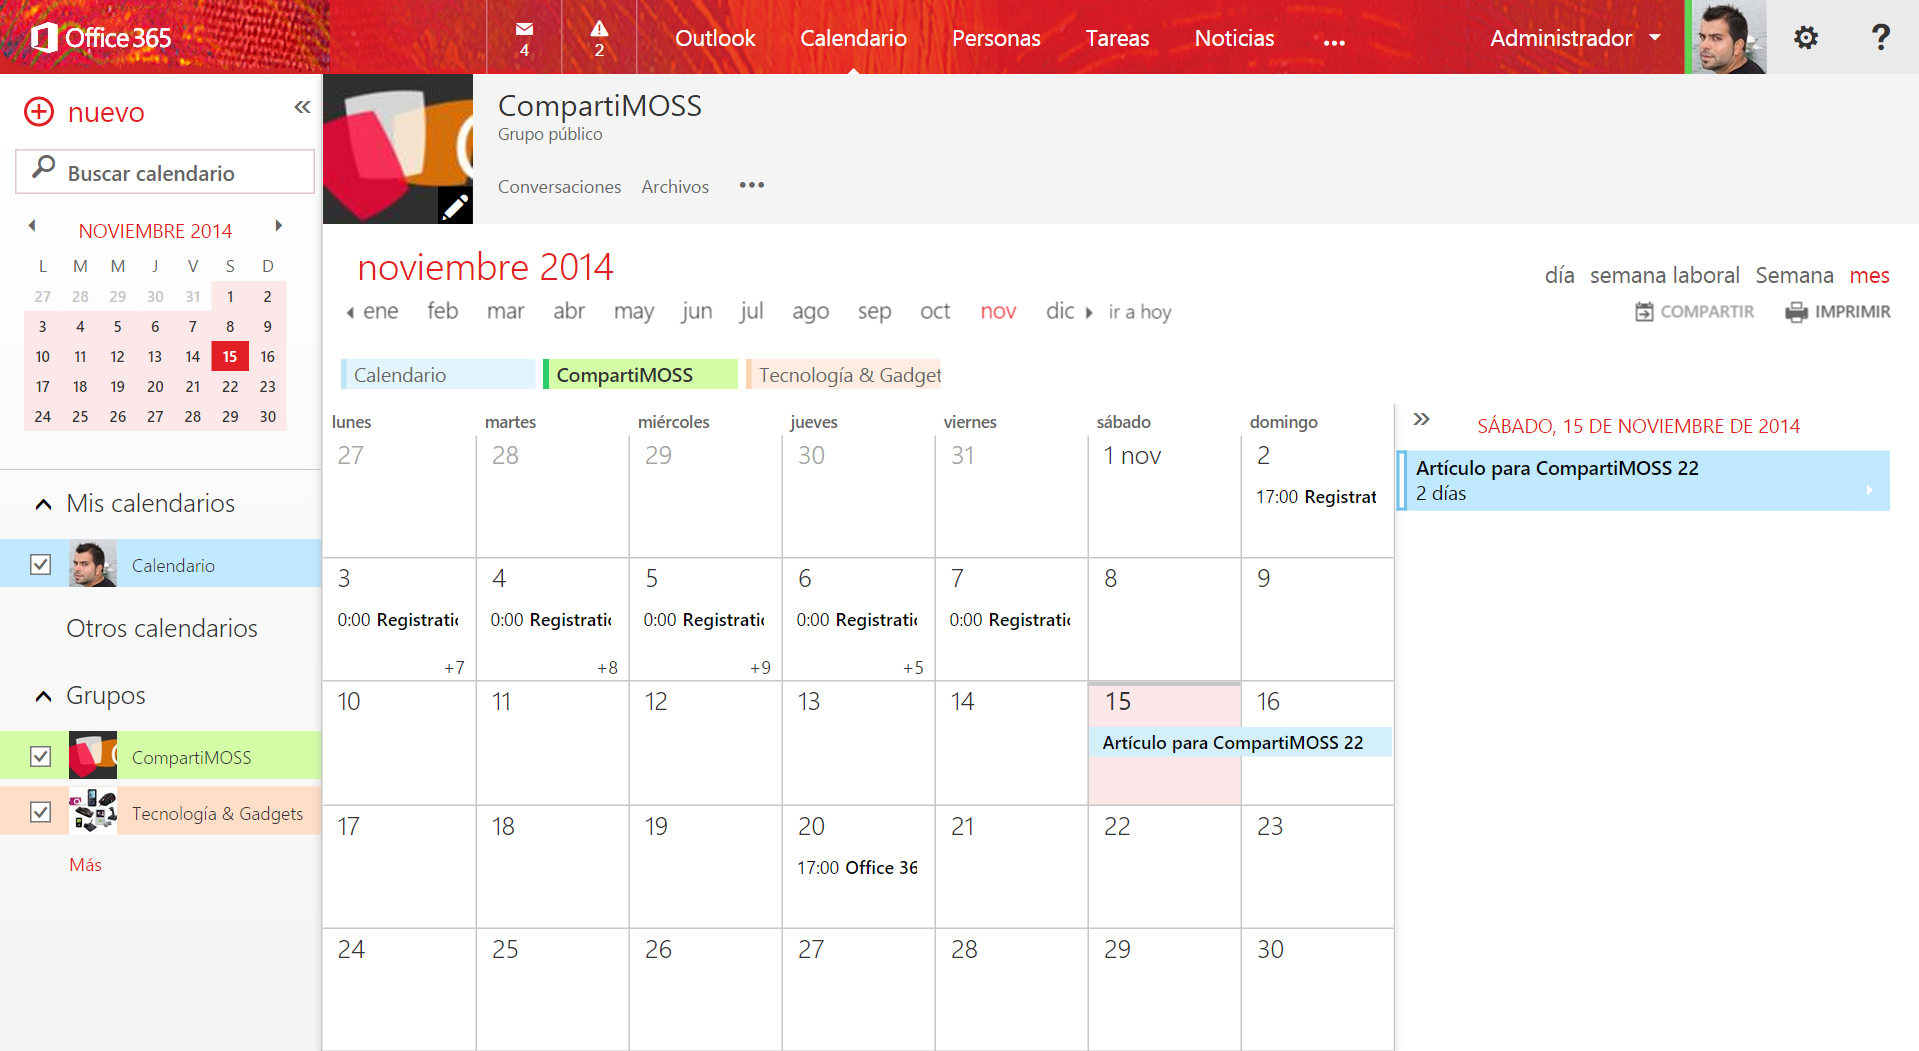 Office 365
4
2
Outlook
Calendario
Personas
Tareas
Noticias
...
Administrador
?
nuevo
«
Buscar calendario
NOVIEMBRE 2014
L M M J V S D
27 28 29 30 31 1 2
3 4 5 6 7 8 9
10 11 12 13 14 15 16
17 18 19 20 21 22 23
24 25 26 27 28 29 30
Mis calendarios
Calendario
Otros calendarios
Grupos
CompartiMOSS
Tecnología & Gadgets
Más
CompartiMOSS
Grupo público
Conversaciones Archivos ...
noviembre 2014
ene feb mar abr may jun jul ago sep oct nov dic ir a hoy
día semana laboral Semana mes
COMPARTIR IMPRIMIR
Calendario CompartiMOSS Tecnología & Gadget
lunes martes miércoles jueves viernes sábado domingo
27 28 29 30 31 1 nov 2
17:00 Registrat
3 4 5 6 7 8 9
0:00 Registratic 0:00 Registrati 0:00 Registrati 0:00 Registrati 0:00 Registrati
+7 +8 +9 +5
10 11 12 13 14 15 16
Artículo para CompartiMOSS 22
17 18 19 20 21 22 23
17:00 Office 36
24 25 26 27 28 29 30
»
SÁBADO, 15 DE NOVIEMBRE DE 2014
Artículo para CompartiMOSS 22
2 días